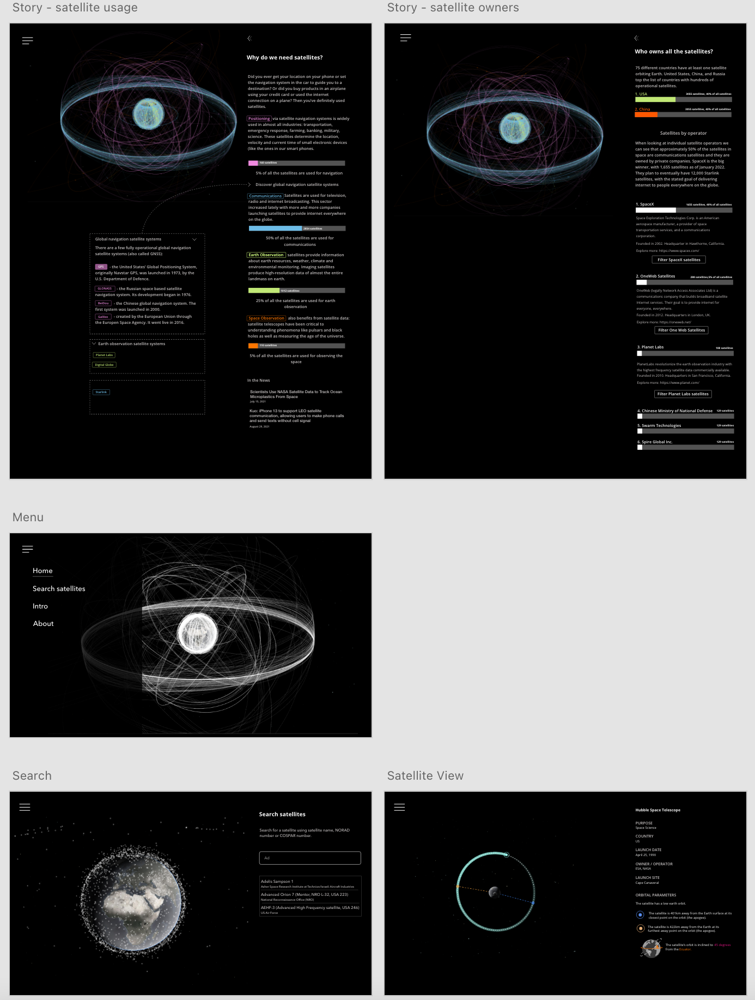 Story - satellite usage
Why do we need satellites?
Did you ever get your location on your phone or set
the navigation system in the car to guide you to a
destination? Or did you buy products in an airplane
using your credit card or used the internet
connection on a plane? Then you've definitely used
satellites.
Positioning via satellite navigation systems is widely
used in almost all industries: transportation,
emergency response, farming, banking, military,
science. These satellites determine the location,
velocity and current time of small electronic devices
(like the ones in our smart phones.
160 satellites
5% of all the satellites are used for navigation
Discover global navigation satellite systems
Communications Satellites are used for television,
radio and internet broadcasting. This sector
increased lately with more and more companies
launching satellites to provide internet everywhere
on the globe.
2854 satellites
50% of all the satellites are used for
communications
Earth Observation satellites provide information
about earth resources, weather, climate and
environmental monitoring. Imaging satellites
produce high-resolution data of almost the entire
landmass on earth.
1012 satellites
25% of all the satellites are used for earth
observation
Space Observation also benefits from satellite data:
satellite telescopes have been critical to
understanding phenomena like pulsars and black
holes as well as measuring the age of the universe.
110 satellites
5% of all the satellites are used for observing the
space
In the News
Scientists Use NASA Satellite Data to Track Ocean
Microplastics From Space
July 15, 2021
Kuo: iPhone 13 to support LEO satellite
communication, allowing users to make phone calls
and send texts without cell signal
August 29, 2021
Global navigation satellite systems
There are a few fully operational global navigation
satellite systems (also called GNSS):
GPS - the United States' Global Positioning System,
originally Navstar GPS, was launched in 1973, by the
U.S. Department of Defence.
GLONASS - the Russian space based satellite
navigation system. Its development began in 1976.
BeiDou - the Chinese global navigation system. The
first system was launched in 2000.
Galileo - created by the European Union through
the Europen Space Agency. It went live in 2016.
Earth observation satellite systems
Planet Labs
Digital Globe
Starlink
Story - satellite owners
Who owns all the satellites?
75 different countries have at least one satellite
orbiting Earth. United States, China, and Russia
top the list of countries with hundreds of
operational satellites.
1. USA 3055 satellites, 40% of all satellites
2. China 3055 satellites, 40% of all satellites
Satellites by operator
When looking at individual satellite operators we
can see that approximately 50% of the satellites in
space are communications satellites and they are
owned by private companies. SpaceX is the big
winner, with 1,655 satellites as of January 2022.
They plan to eventually have 12,000 Starlink
satellites, with the stated goal of delivering
internet to people everywhere on the globe.
1. SpaceX 1655 satellites, 40% of all satellites
Space Exploration Technologies Corp. is an American
aerospace manufacturer, a provider of space
transportation services, and a communications
corporation.
Founded in 2002. Headquarter in Hawthorne, California.
Explore more: https://www.spacex.com/
Filter SpaceX satellites
2. OneWeb Satellites 288 satellites,5% of all satellites
OneWeb (legally Network Access Associates Ltd) is a
communications company that builds broadband satellite
Internet services. Their goal is to provide internet for
everyone, everywhere.
Founded in 2012. Headquarters in London, UK.
Explore more: https://oneweb.net/
Filter One Web Satellites
3. Planet Labs 188 satellites
PlanetLabs revolutionize the earth observation industry with
the highest frequency satellite data commercially available.
Founded in 2010. Headquarters in San Francisco, California.
Explore more: https://www.planet.com/
Filter Planet Labs satellites
4. Chinese Ministry of National Defense 129 satellites
5. Swarm Technologies 129 satellites
6. Spire Global Inc. 129 satellites
Menu
Home
Search satellites
Intro
About
Search
Search satellites
Search for a satellite using satellite name, NORAD
number or COSPAR number.
Ad
Adelis Sampson 1
Asher Space Research Institute at Technion/Israeli Aircraft Industries
Advanced Orion 7 (Mentor, NRO L-32, USA 223)
National Reconnaissance Office (NRO)
AEHF-3 (Advanced High Frequency satellite, USA 246)
US Air Force
Satellite View
Hubble Space Telescope
PURPOSE
Space Science
COUNTRY
US
LAUNCH DATE
April 25, 1990
OWNER / OPERATOR
ESA, NASA
LAUNCH SITE
Cape Canaveral
ORBITAL PARAMETERS
The satellite has a low earth orbit.
The satellite is 401km away from the Earth surface at its
closest point on the orbit (the apogee).
The satellite is 422km away from the Earth at its
furthest away point on the orbit (the apogee).
The satellite's orbit is inclined to 45 degrees
from the Ecuator.